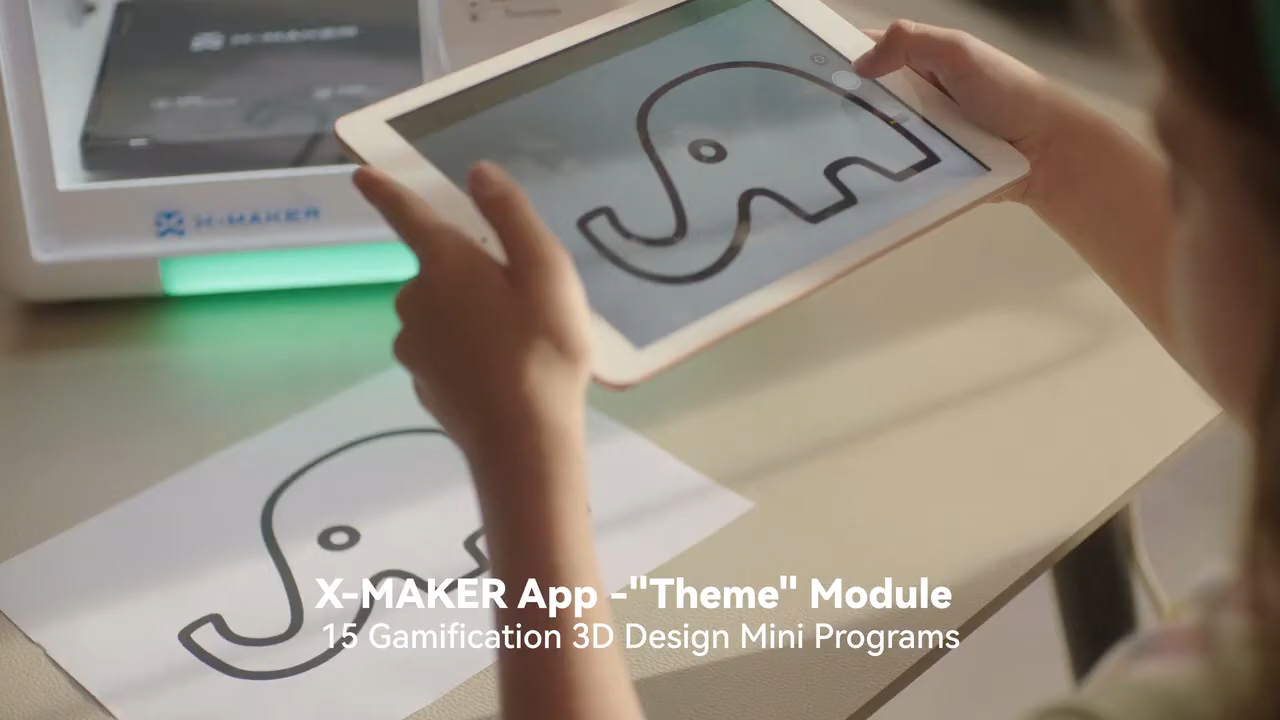 X-MAKER
X-MAKER
X-MAKER App -"Theme" Module
15 Gamification 3D Design Mini Programs